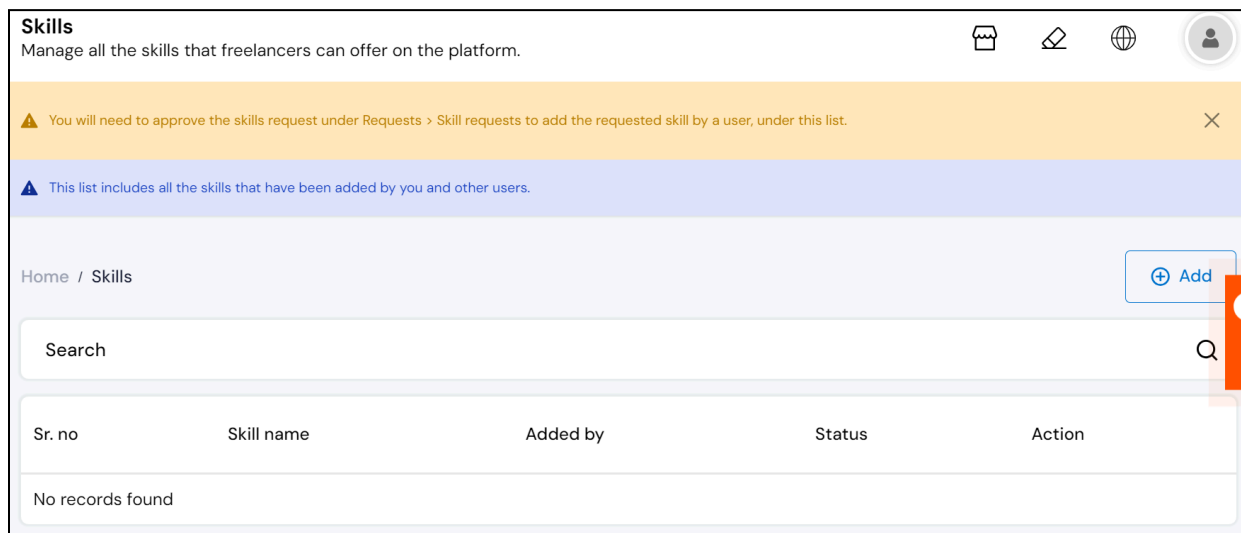 Skills
Manage all the skills that freelancers can offer on the platform.
You will need to approve the skills request under Requests > Skill requests to add the requested skill by a user, under this list.
This list includes all the skills that have been added by you and other users.
Home / Skills
Add
Search
Sr. no Skill name Added by Status Action
No records found